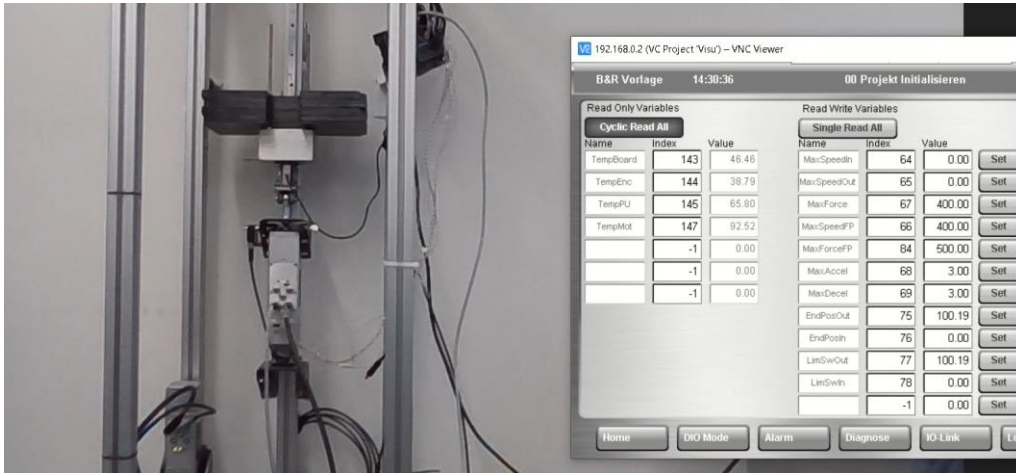 192.168.0.2 (VC Project 'Visu') – VNC Viewer
B&R Vorlage 14:30:36 00 Projekt Initialisieren
Read Only Variables
Cyclic Read All
Name Index Value
TempBoard 143 46.46
TempEnc 144 38.79
TempPU 145 65.80
TempMot 147 92.52
-1 0.00
-1 0.00
-1 0.00
Read Write Variables
Single Read All
Name Index Value
MaxSpeedIn 64 0.00 Set
MaxSpeedOut 65 0.00 Set
MaxForce 67 400.00 Set
MaxSpeedFP 66 400.00 Set
MaxForceFP 84 500.00 Set
MaxAccel 68 3.00 Set
MaxDecel 69 3.00 Set
EndPosOut 75 100.19 Set
EndPosIn 76 0.00 Set
LimSwOut 77 100.19 Set
LimSwIn 78 0.00 Set
-1 0.00 Set
Home DIO Mode Alarm Diagnose IO-Link